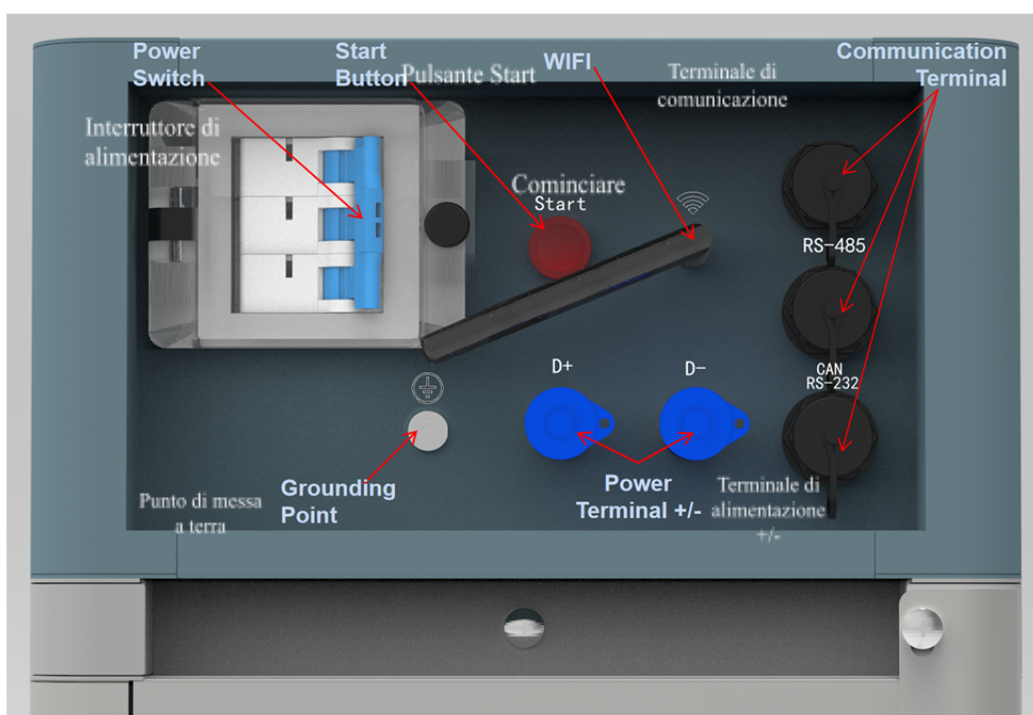 Power
Switch
Start
Button
Pulsante Start
WIFI
Terminale di
comunicazione
Communication
Terminal
Interruttore di
alimentazione
Cominciare
Start
RS-485
CAN
RS-232
D+
D-
Grounding
Point
Punto di messa
a terra
Power
Terminal +/-
Terminale di
alimentazione
+/-